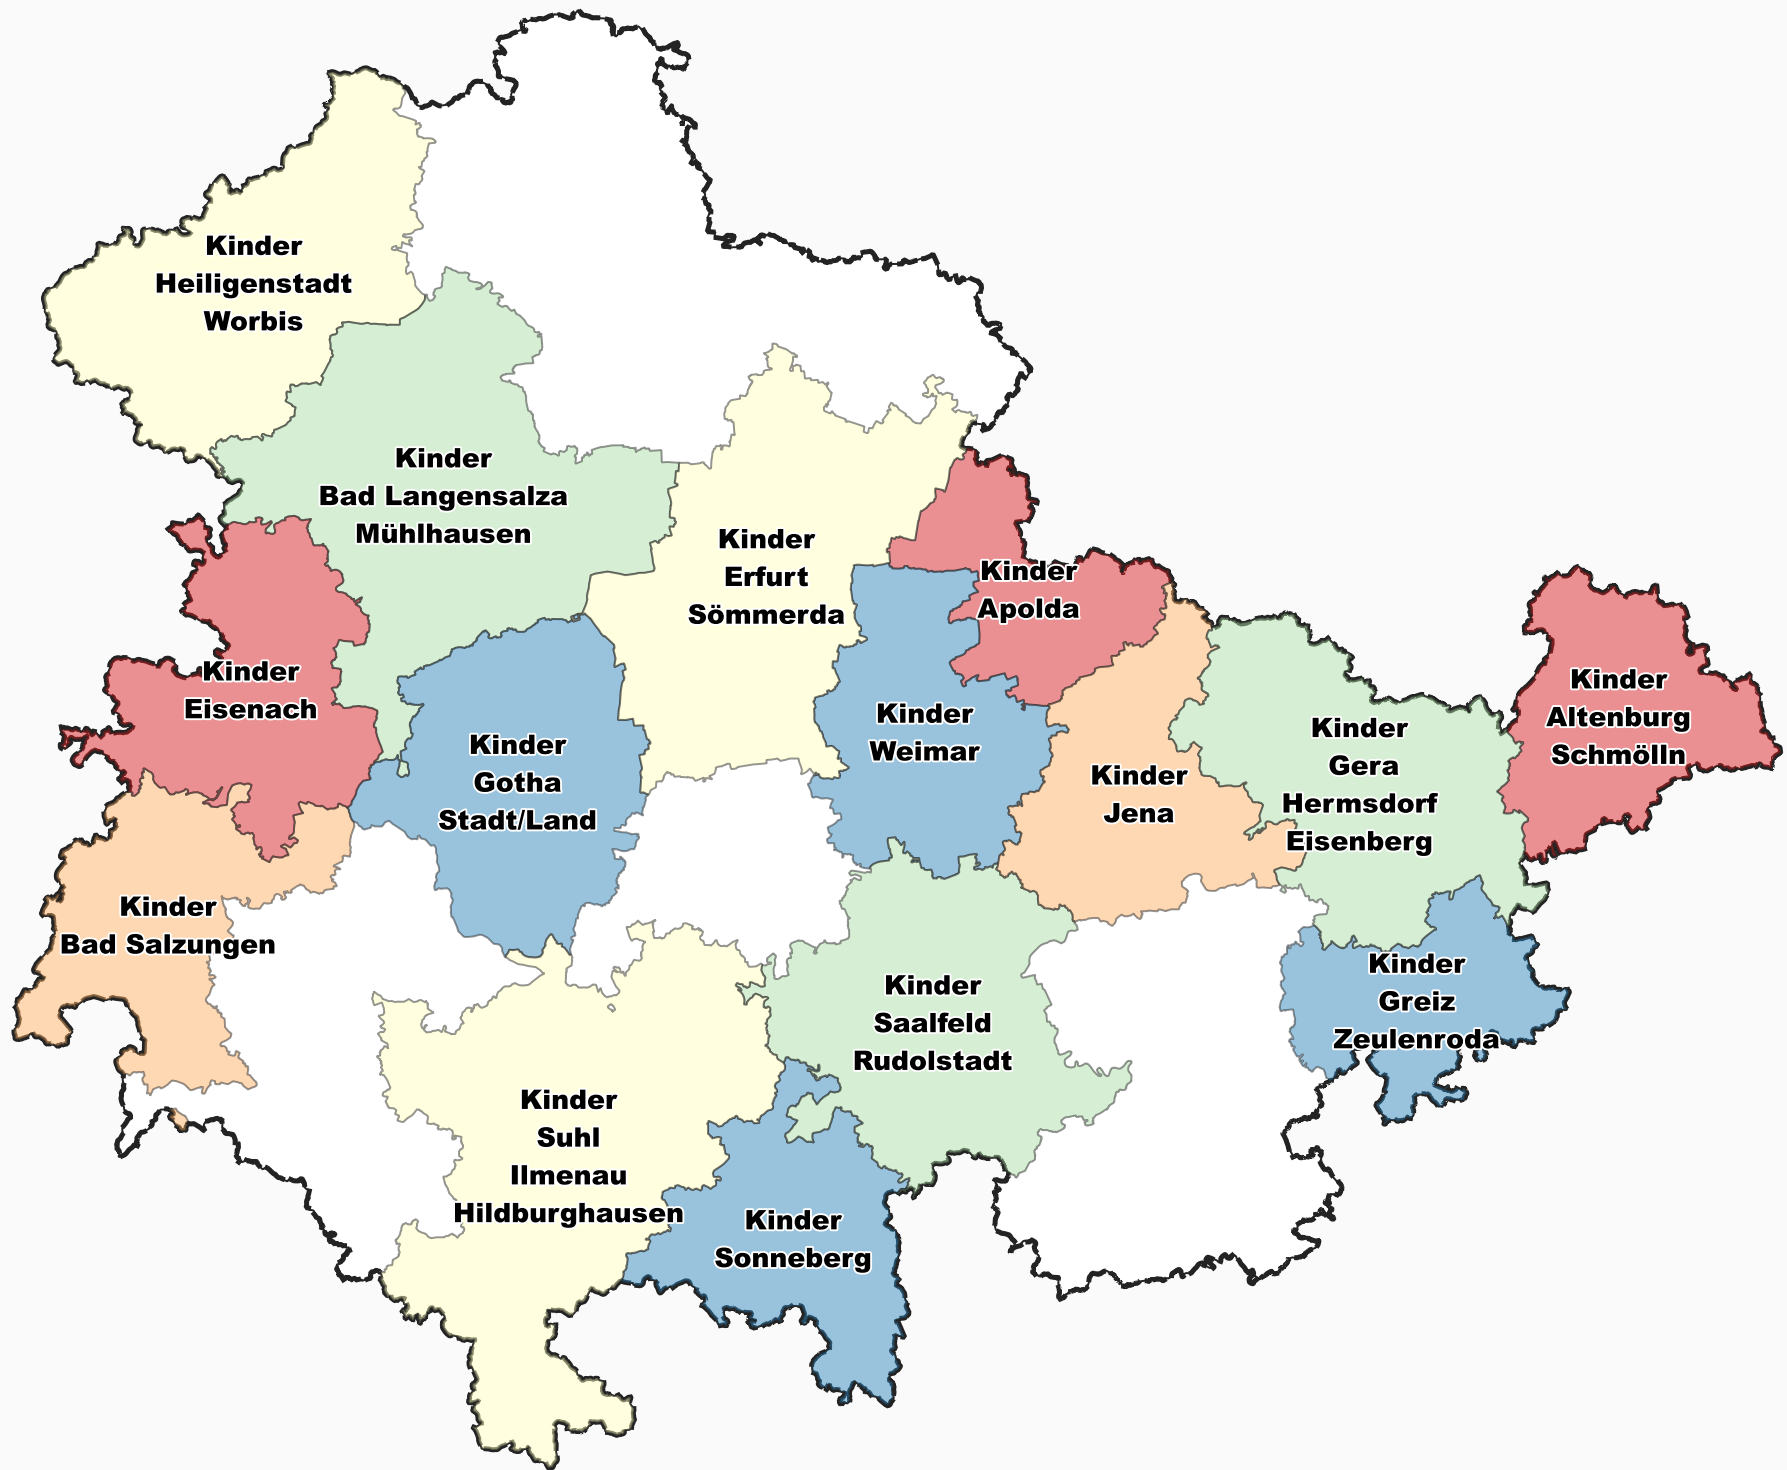 Kinder
Heiligenstadt
Worbis
Kinder
Bad Langensalza
Mühlhausen
Kinder
Erfurt
Sömmerda
Kinder
Apolda
Kinder
Eisenach
Kinder
Altenburg
Schmölln
Kinder
Gotha
Stadt/Land
Kinder
Weimar
Kinder
Jena
Kinder
Gera
Hermsdorf
Eisenberg
Kinder
Bad Salzungen
Kinder
Saalfeld
Rudolstadt
Kinder
Greiz
Zeulenroda
Kinder
Suhl
Ilmenau
Hildburghausen
Kinder
Sonneberg